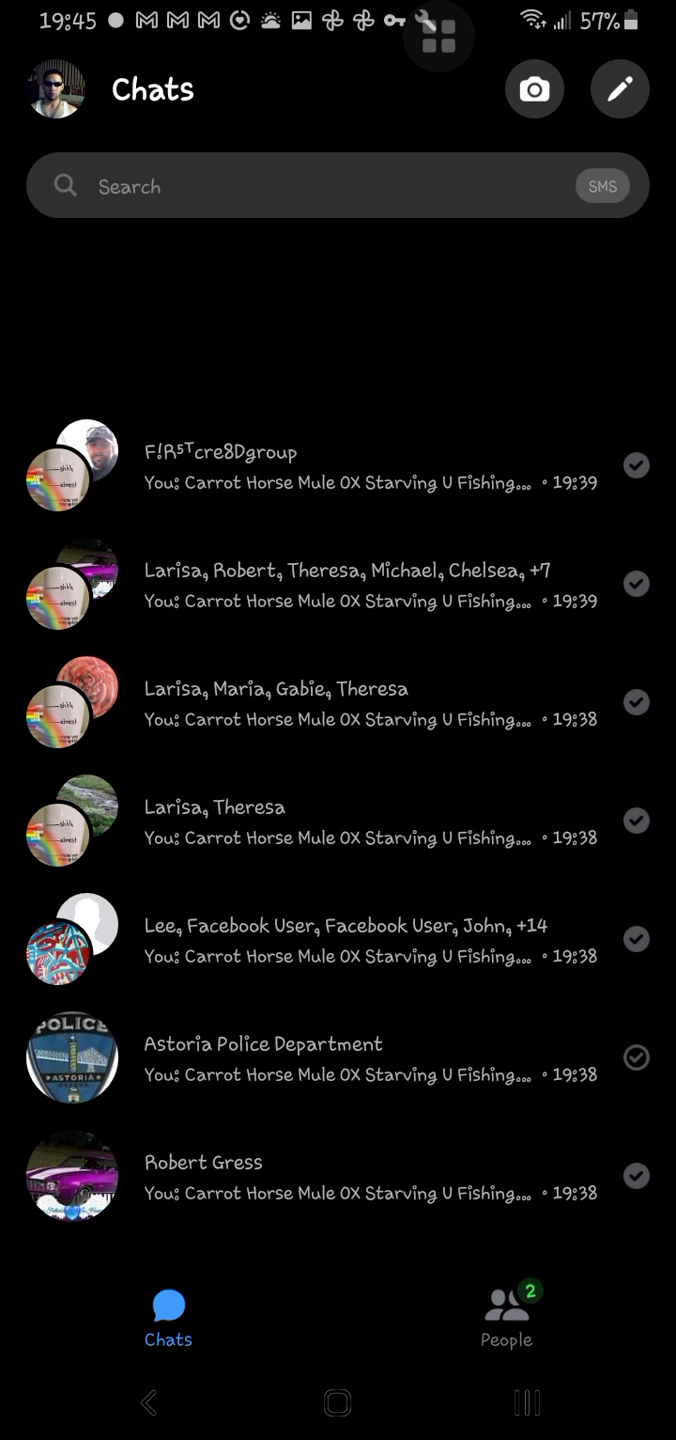 19:45 57%
Chats
Search SMS
F!R⁵ᵀcre8Dgroup
You: Carrot Horse Mule OX Starving U Fishing... • 19:39
Larisa, Robert, Theresa, Michael, Chelsea, +7
You: Carrot Horse Mule OX Starving U Fishing... • 19:39
Larisa, Maria, Gabie, Theresa
You: Carrot Horse Mule OX Starving U Fishing... • 19:38
Larisa, Theresa
You: Carrot Horse Mule OX Starving U Fishing... • 19:38
Lee, Facebook User, Facebook User, John, +14
You: Carrot Horse Mule OX Starving U Fishing... • 19:38
POLICE
ASTORIA
Astoria Police Department
You: Carrot Horse Mule OX Starving U Fishing... • 19:38
Robert Gress
You: Carrot Horse Mule OX Starving U Fishing... • 19:38
2
Chats People